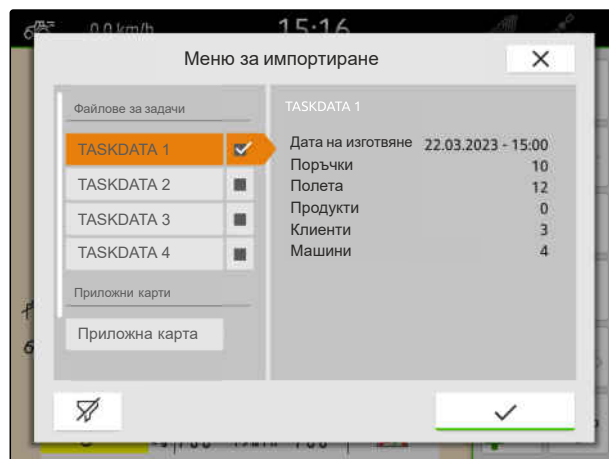 0.0 km/h
15:16
Меню за импортиране
Файлове за задачи
TASKDATA 1
TASKDATA 2
TASKDATA 3
TASKDATA 4
Приложни карти
Приложна карта
TASKDATA 1
Дата на изготвяне 22.03.2023 - 15:00
Поръчки 10
Полета 12
Продукти 0
Клиенти 3
Машини 4